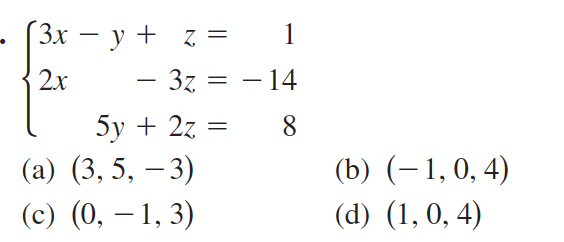 . 3x − y + z = 1
2x − 3z = −14
5y + 2z = 8
(a) (3, 5, −3) (b) (−1, 0, 4)
(c) (0, −1, 3) (d) (1, 0, 4)